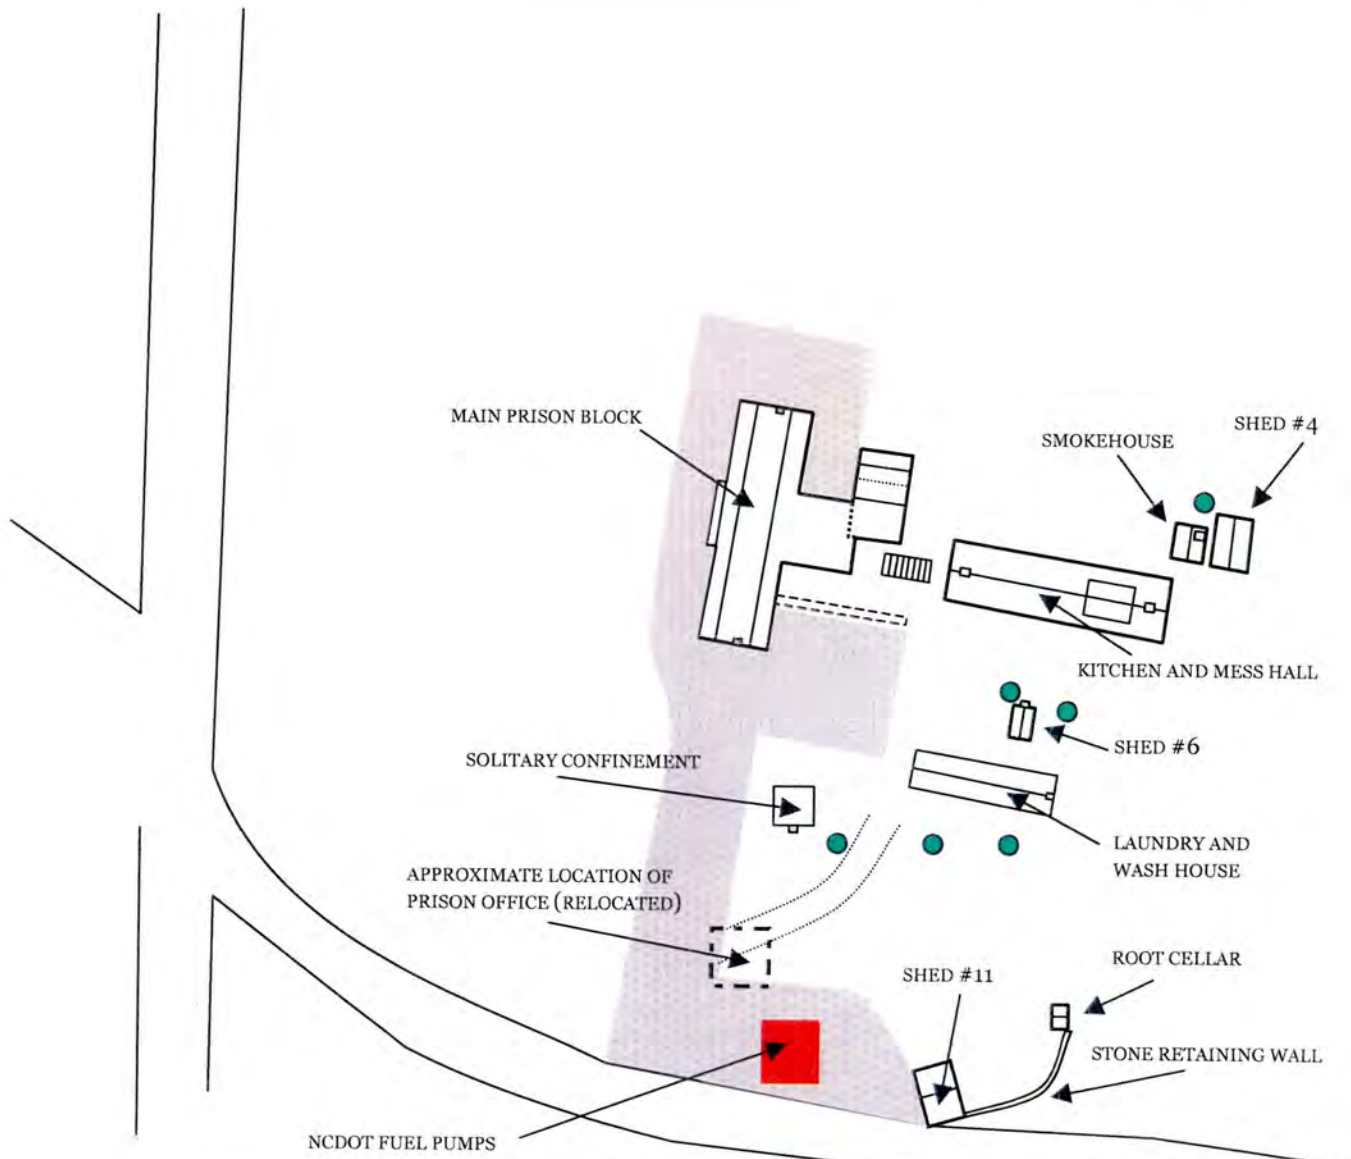 MAIN PRISON BLOCK
SMOKEHOUSE
SHED #4
KITCHEN AND MESS HALL
SHED #6
SOLITARY CONFINEMENT
LAUNDRY AND
WASH HOUSE
APPROXIMATE LOCATION OF
PRISON OFFICE (RELOCATED)
SHED #11
ROOT CELLAR
STONE RETAINING WALL
NCDOT FUEL PUMPS